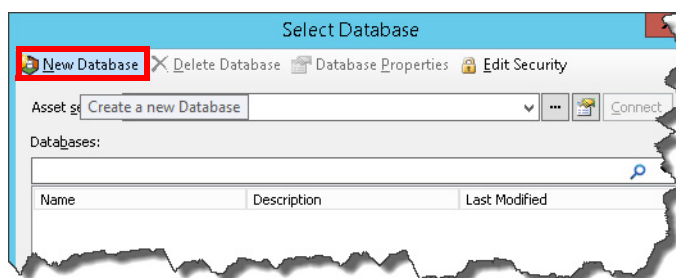 Select Database
New Database Delete Database Database Properties Edit Security
Asset se Create a new Database ... Connect
Databases:
Name Description Last Modified